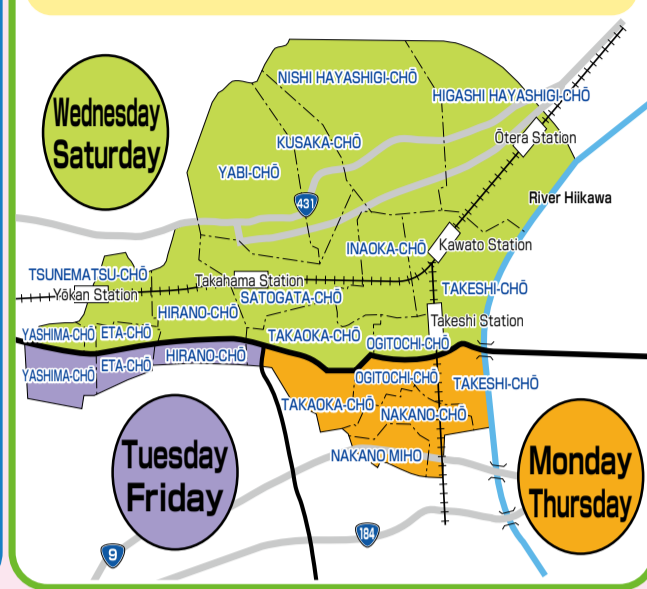 NISHI HAYASHIGI-CHŌ
HIGASHI HAYASHIGI-CHŌ
Wednesday
Saturday
KUSAKA-CHŌ
Ōtera Station
YABI-CHŌ
River Hiikawa
431
INAOKA-CHŌ
Kawato Station
TSUNEMATSU-CHŌ
Takahama Station
TAKESHI-CHŌ
Yōkan Station
SATOGATA-CHŌ
HIRANO-CHŌ
Takeshi Station
YASHIMA-CHŌ
ETA-CHŌ
TAKAOKA-CHŌ
OGITOCHI-CHŌ
HIRANO-CHŌ
ETA-CHŌ
YASHIMA-CHŌ
OGITOCHI-CHŌ
TAKESHI-CHŌ
TAKAOKA-CHŌ
NAKANO-CHŌ
Tuesday
Friday
NAKANO MIHO
Monday
Thursday
184
9